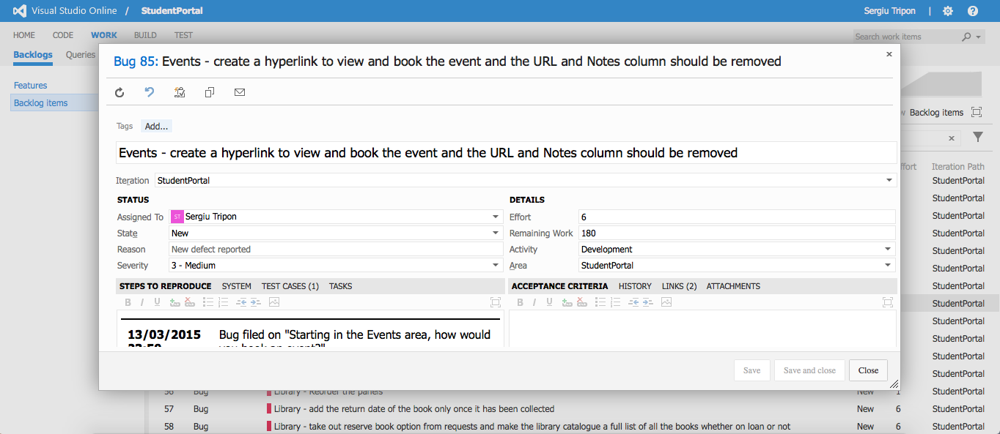 Visual Studio Online / StudentPortal Sergiu Tripon |
HOME CODE WORK BUILD TEST Search work items
Backlogs Queries
Bug 85: Events - create a hyperlink to view and book the event and the URL and Notes column should be removed
Features
Backlog items
Backlog items
Tags Add...
Events - create a hyperlink to view and book the event and the URL and Notes column should be removed
Iteration StudentPortal
Iteration Path
StudentPortal
StudentPortal
StudentPortal
StudentPortal
StudentPortal
StudentPortal
StudentPortal
StudentPortal
StudentPortal
StudentPortal
StudentPortal
StudentPortal
STATUS
Assigned To ST Sergiu Tripon
State New
Reason New defect reported
Severity 3 - Medium
DETAILS
Effort 6
Remaining Work 180
Activity Development
Area StudentPortal
STEPS TO REPRODUCE SYSTEM TEST CASES (1) TASKS
B I U
13/03/2015 Bug filed on "Starting in the Events area, how would
you book an event?"
ACCEPTANCE CRITERIA HISTORY LINKS (2) ATTACHMENTS
B I U
Save Save and close Close
56 Bug Library - Reorder the panels New 1 StudentPortal
57 Bug Library - add the return date of the book only once it has been collected New 6 StudentPortal
58 Bug Library - take out reserve book option from requests and make the library catalogue a full list of all the books whether on loan or not New 6 StudentPortal